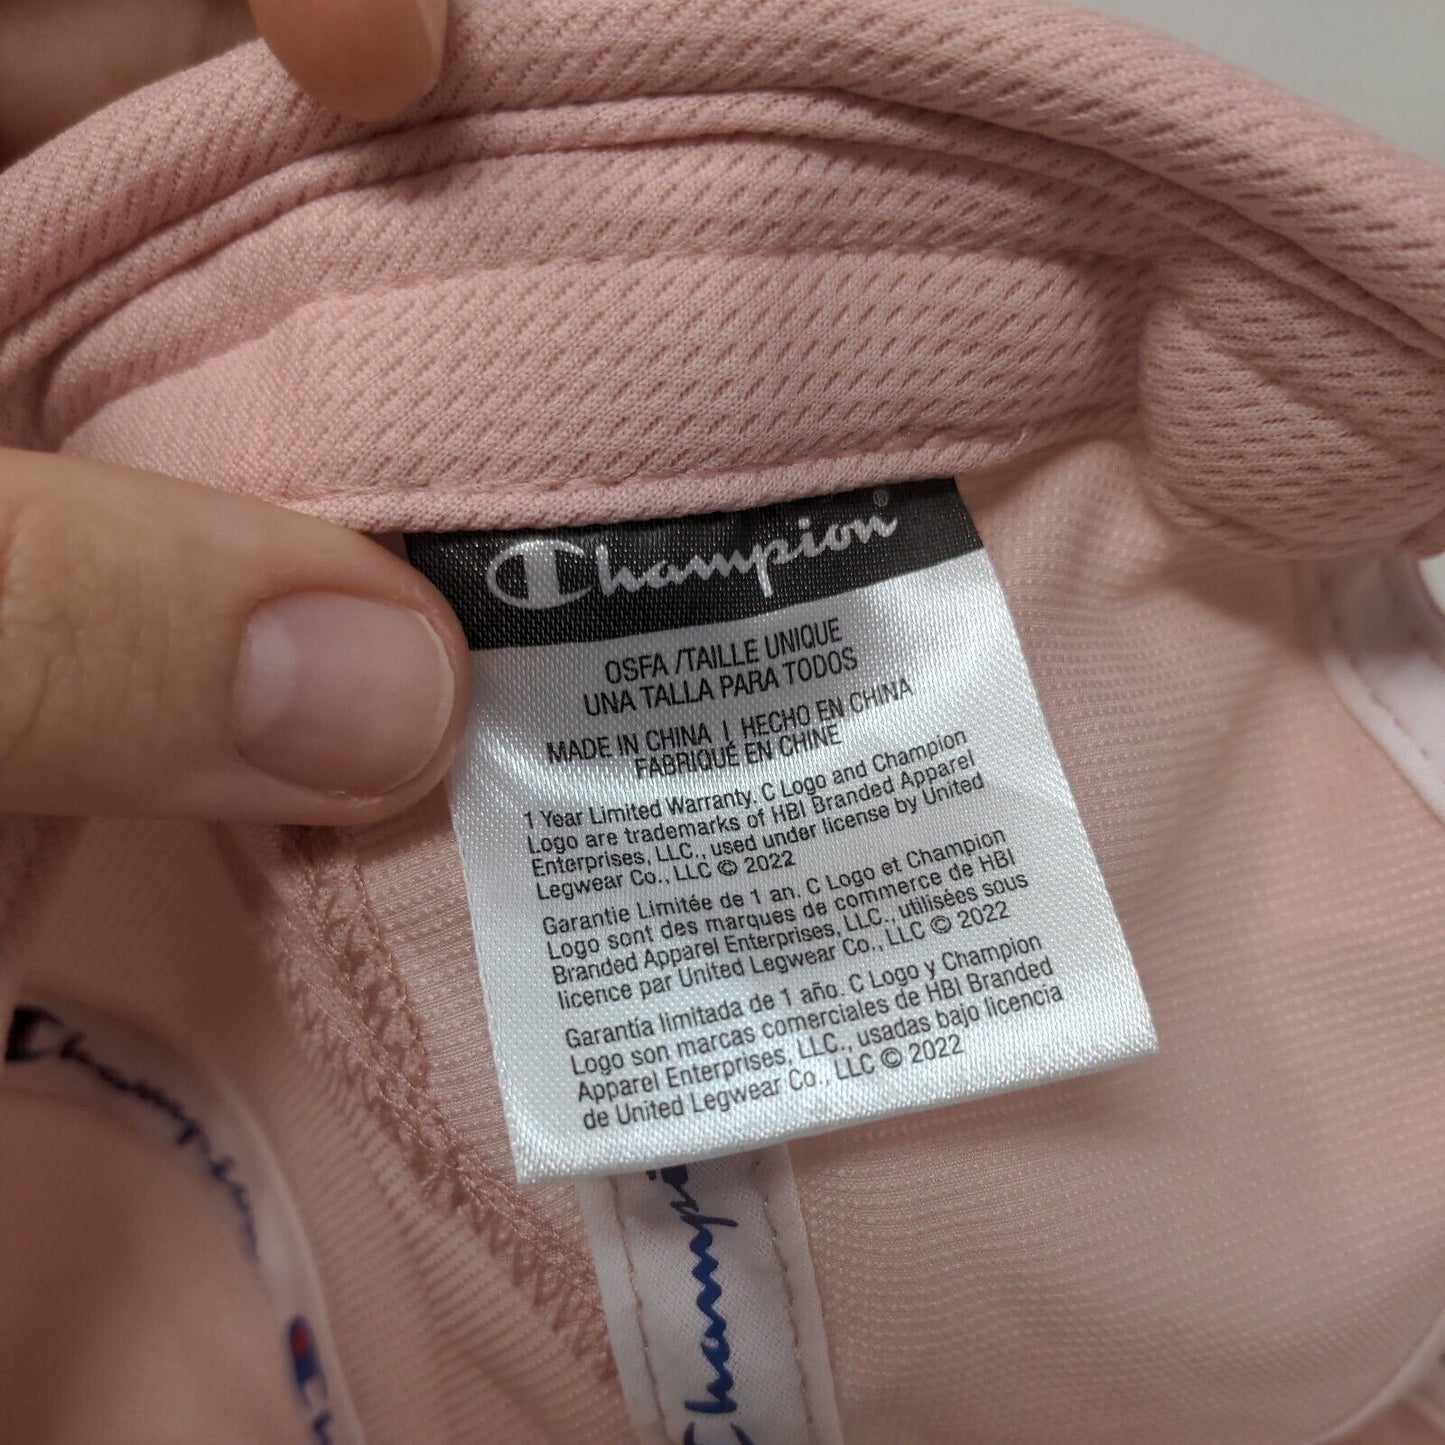 Champion®
OSFA /TAILLE UNIQUE
UNA TALLA PARA TODOS
MADE IN CHINA | HECHO EN CHINA
FABRIQUÉ EN CHINE
1 Year Limited Warranty. C Logo and Champion
Logo are trademarks of HBI Branded Apparel
Enterprises, LLC., used under license by United
Legwear Co., LLC © 2022
Garantie Limitée de 1 an. C Logo et Champion
Logo sont des marques de commerce de HBI
Branded Apparel Enterprises, LLC., utilisées sous
licence par United Legwear Co., LLC © 2022
Garantía limitada de 1 año. C Logo y Champion
Logo son marcas comerciales de HBI Branded
Apparel Enterprises, LLC., usadas bajo licencia
de United Legwear Co., LLC © 2022
Champion
Champi
Ch